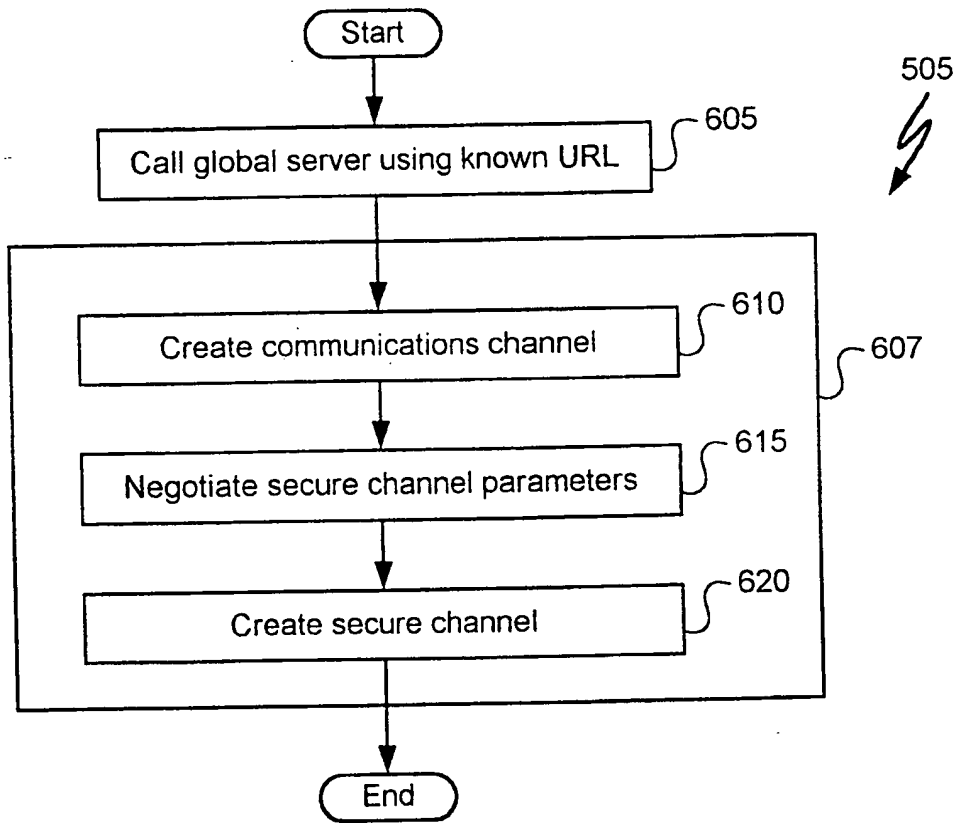 Start
505
605
Call global server using known URL
610
Create communications channel
607
615
Negotiate secure channel parameters
620
Create secure channel
End